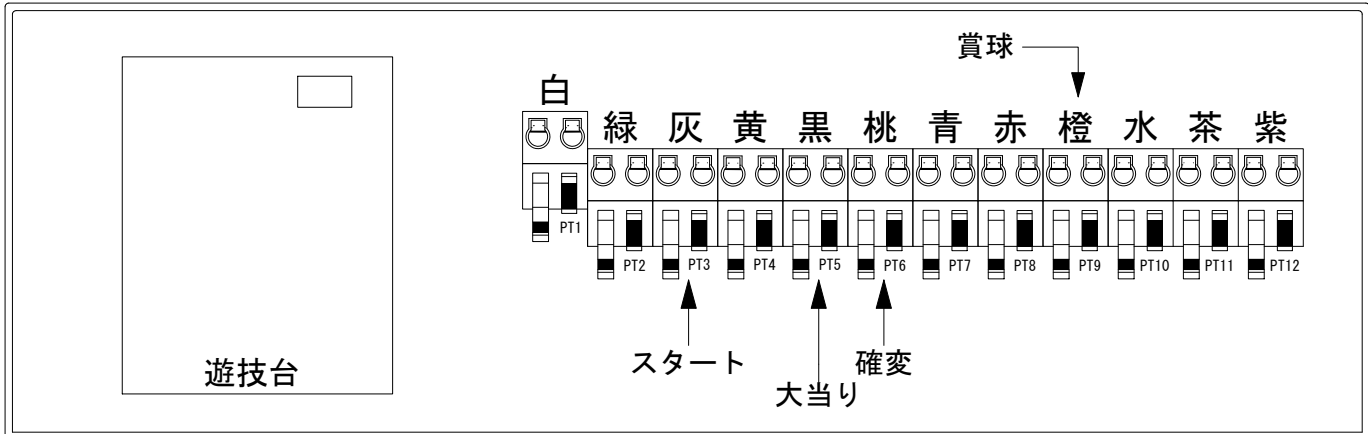 賞球
白
緑 灰 黄 黒 桃 青 赤 橙 水 茶 紫
PT1
PT2 PT3 PT4 PT5 PT6 PT7 PT8 PT9 PT10 PT11 PT12
遊技台
スタート
確変
大当り